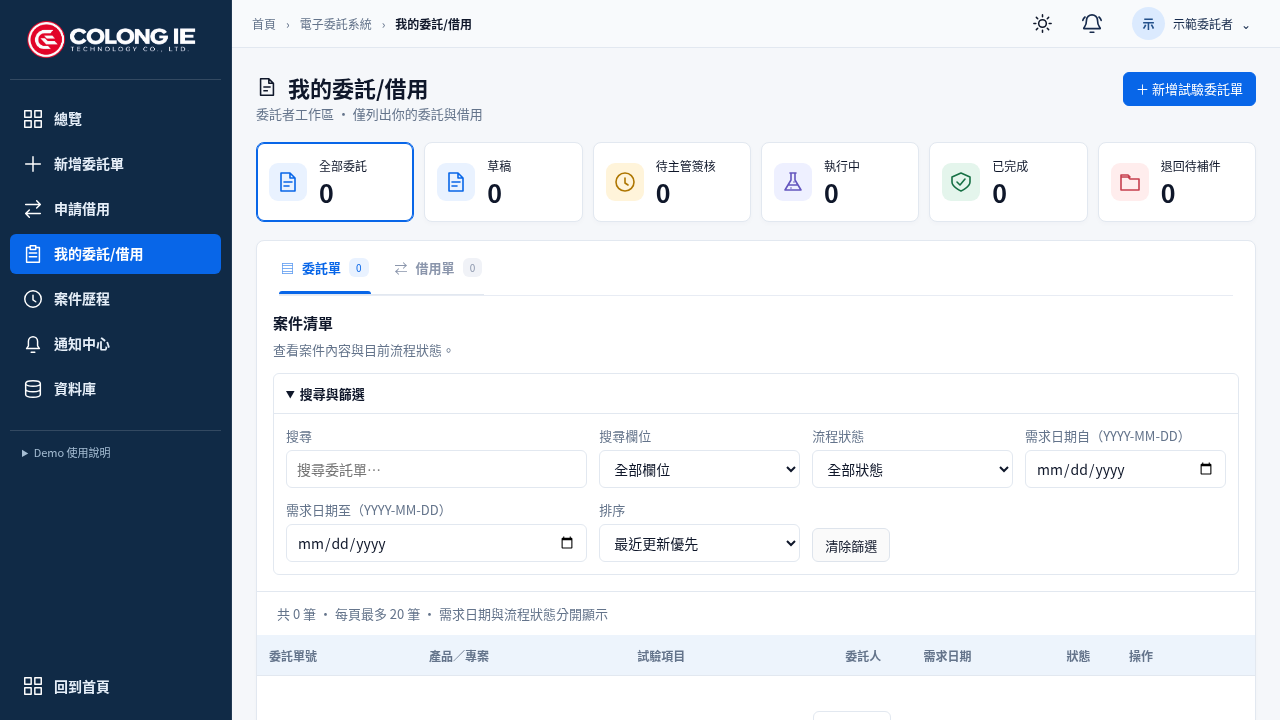 COLONG IE
TECHNOLOGY CO., LTD.
總覽
新增委託單
申請借用
我的委託/借用
案件歷程
通知中心
資料庫
Demo 使用說明
回到首頁
首頁 › 電子委託系統 › 我的委託/借用
示範委託者
我的委託/借用
委託者工作區 • 僅列出你的委託與借用
+ 新增試驗委託單
全部委託
0
草稿
0
待主管簽核
0
執行中
0
已完成
0
退回待補件
0
委託單 0
借用單 0
案件清單
查看案件內容與目前流程狀態。
▼ 搜尋與篩選
搜尋 搜尋欄位 流程狀態 需求日期自（YYYY-MM-DD）
搜尋委託單… 全部欄位 全部狀態 mm/dd/yyyy
需求日期至（YYYY-MM-DD） 排序
mm/dd/yyyy 最近更新優先 清除篩選
共 0 筆 • 每頁最多 20 筆 • 需求日期與流程狀態分開顯示
委託單號 產品／專案 試驗項目 委託人 需求日期 狀態 操作